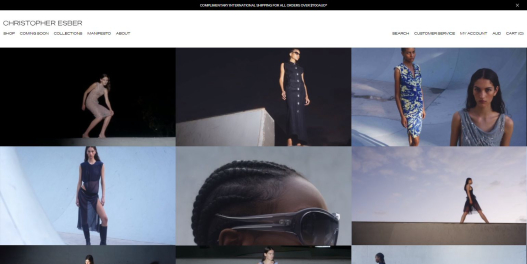 COMPLIMENTARY INTERNATIONAL SHIPPING FOR ALL ORDERS OVER $700AUD*
CHRISTOPHER ESBER
SHOP COMING SOON COLLECTIONS MANIFESTO ABOUT
SEARCH CUSTOMER SERVICE MY ACCOUNT AUD CART (0)